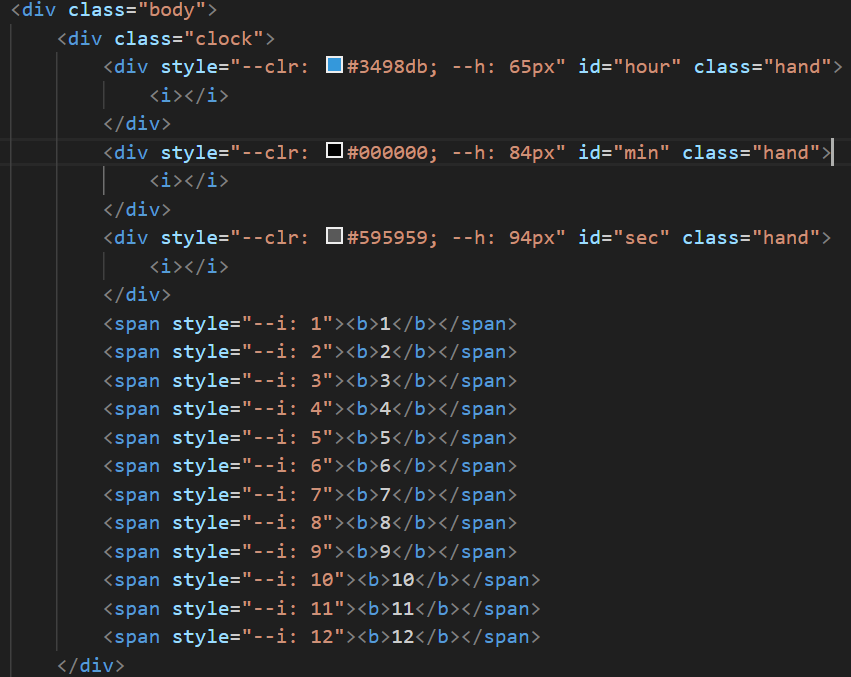 <div class="body">
<div class="clock">
<div style="--clr: #3498db; --h: 65px" id="hour" class="hand">
<i></i>
</div>
<div style="--clr: #000000; --h: 84px" id="min" class="hand">
<i></i>
</div>
<div style="--clr: #595959; --h: 94px" id="sec" class="hand">
<i></i>
</div>
<span style="--i: 1"><b>1</b></span>
<span style="--i: 2"><b>2</b></span>
<span style="--i: 3"><b>3</b></span>
<span style="--i: 4"><b>4</b></span>
<span style="--i: 5"><b>5</b></span>
<span style="--i: 6"><b>6</b></span>
<span style="--i: 7"><b>7</b></span>
<span style="--i: 8"><b>8</b></span>
<span style="--i: 9"><b>9</b></span>
<span style="--i: 10"><b>10</b></span>
<span style="--i: 11"><b>11</b></span>
<span style="--i: 12"><b>12</b></span>
</div>